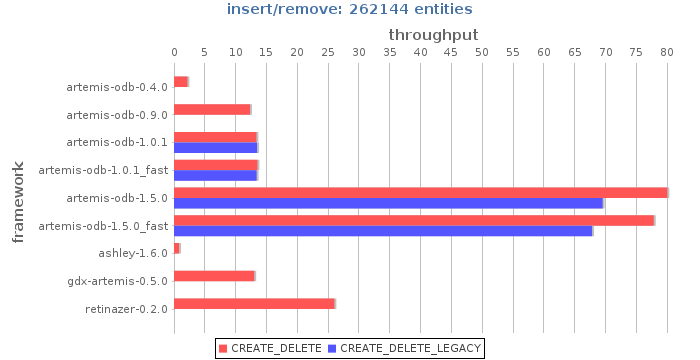 insert/remove: 262144 entities
throughput
0 5 10 15 20 25 30 35 40 45 50 55 60 65 70 75 80
framework
artemis-odb-0.4.0
artemis-odb-0.9.0
artemis-odb-1.0.1
artemis-odb-1.0.1_fast
artemis-odb-1.5.0
artemis-odb-1.5.0_fast
ashley-1.6.0
gdx-artemis-0.5.0
retinazer-0.2.0
CREATE_DELETE CREATE_DELETE_LEGACY